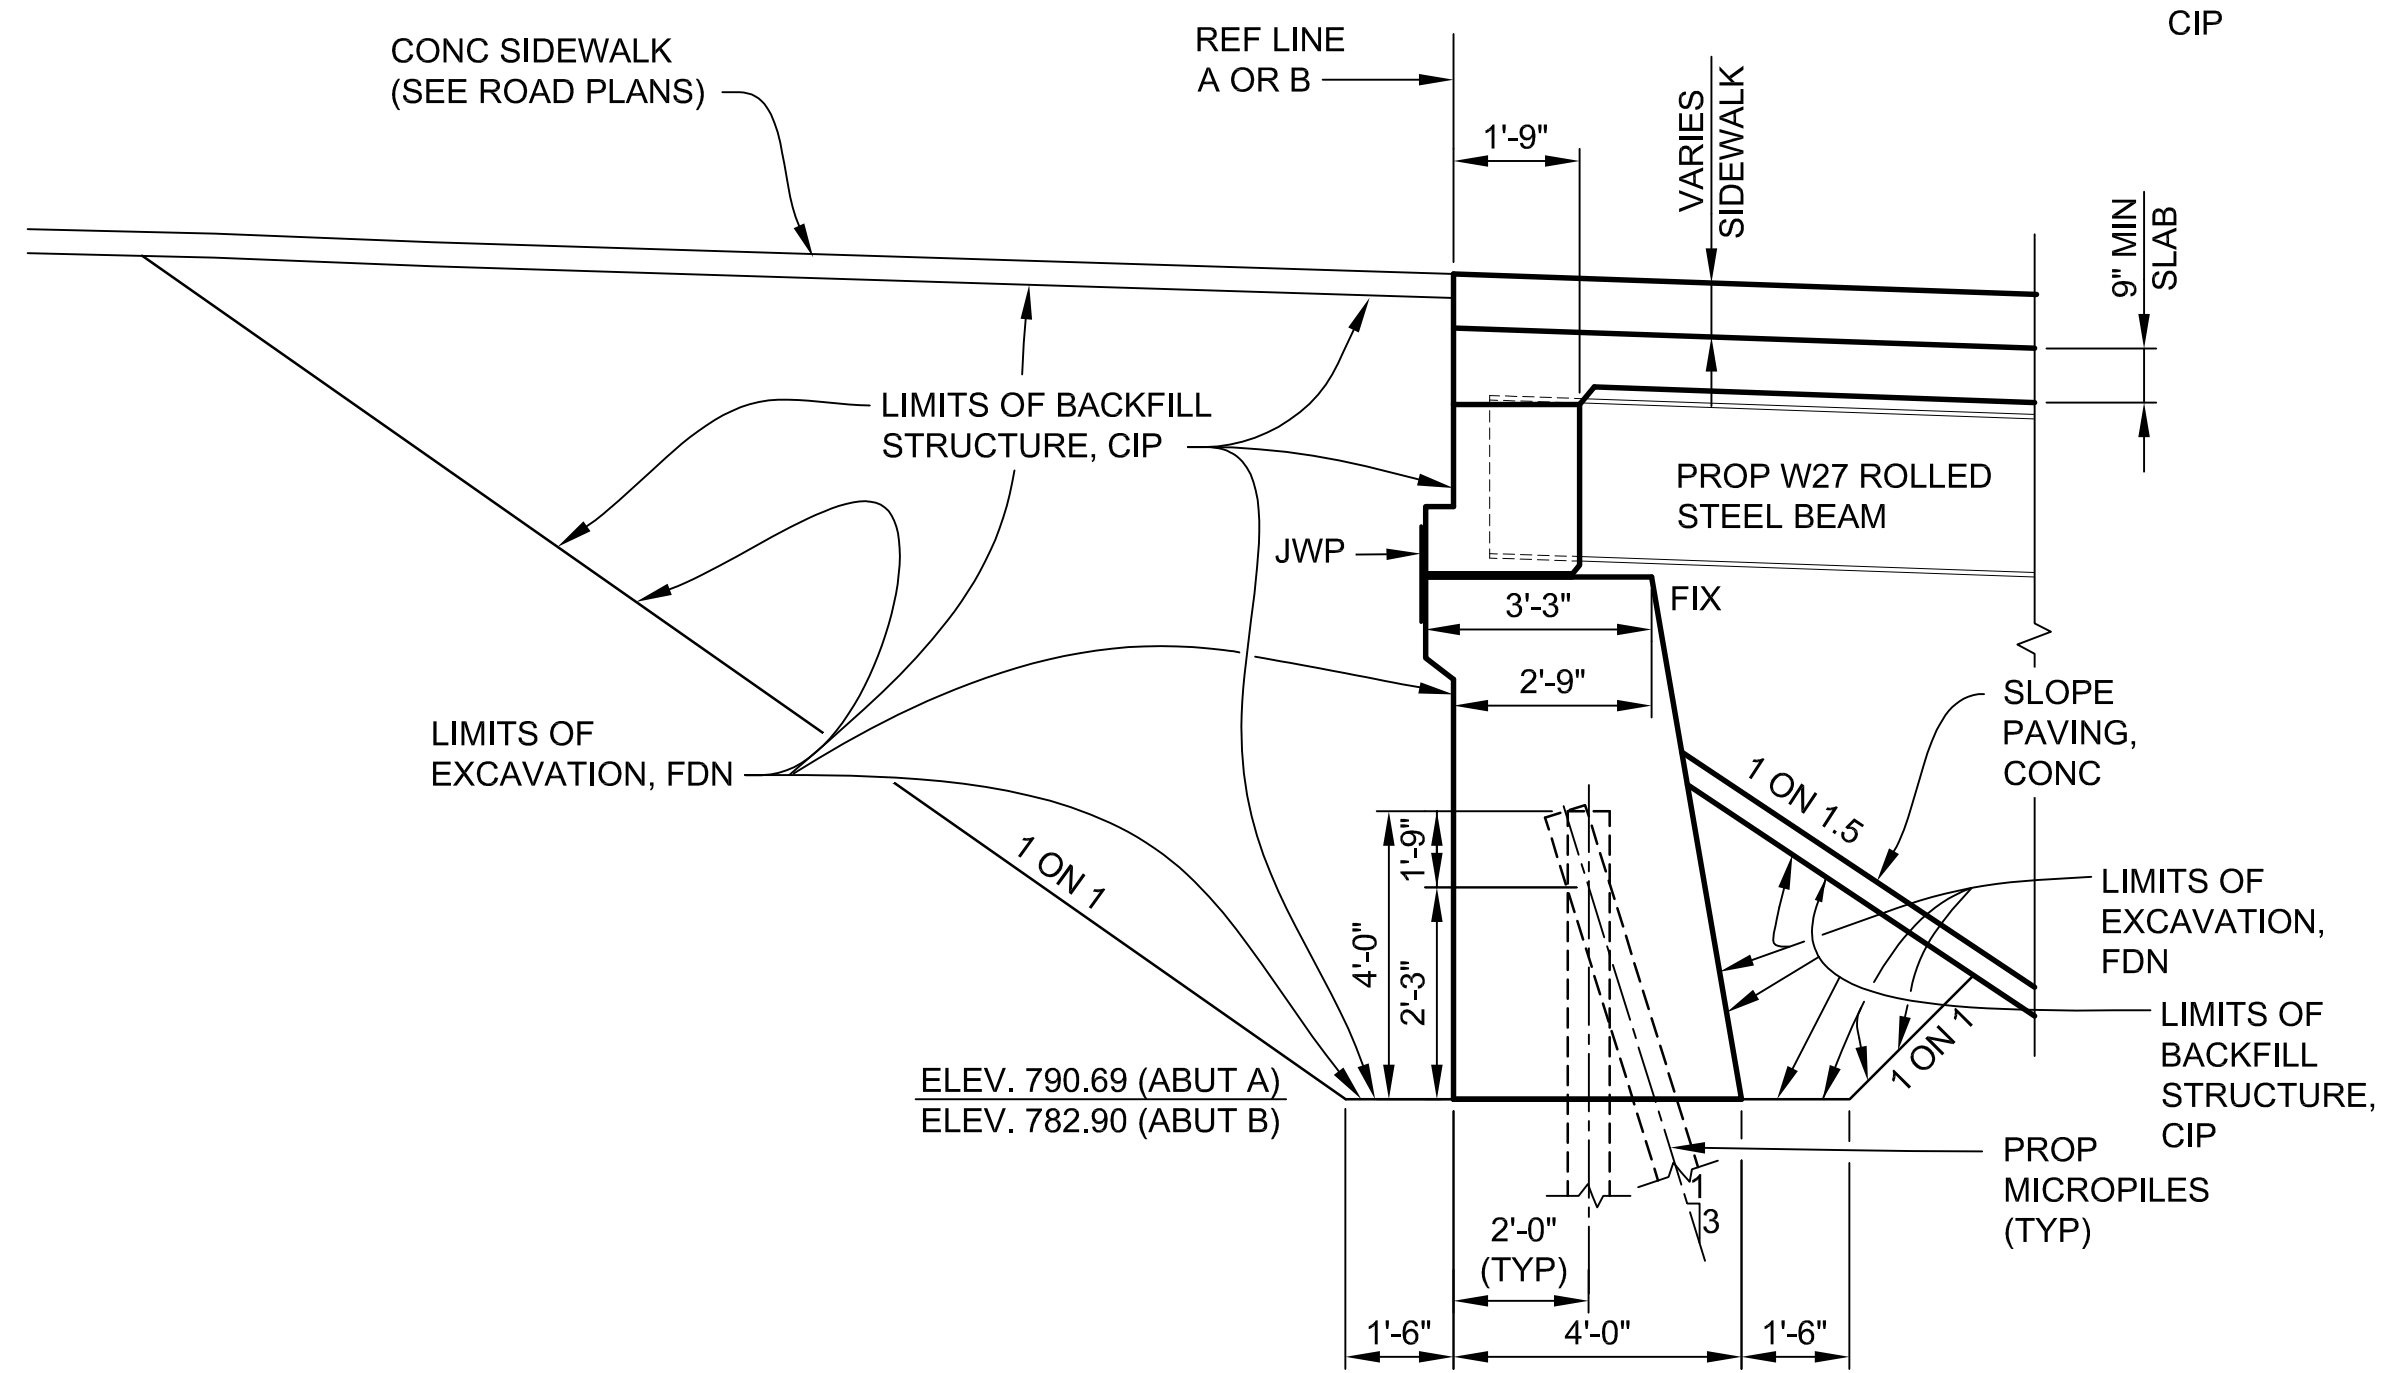 CIP
CONC SIDEWALK
(SEE ROAD PLANS)
REF LINE
A OR B
1'-9"
VARIES
SIDEWALK
9" MIN
SLAB
LIMITS OF BACKFILL
STRUCTURE, CIP
PROP W27 ROLLED
STEEL BEAM
JWP
3'-3"
FIX
2'-9"
LIMITS OF
EXCAVATION, FDN
SLOPE
PAVING,
CONC
1 ON 1.5
1 ON 1
1'-9"
4'-0"
2'-3"
LIMITS OF
EXCAVATION,
FDN
1 ON 1
LIMITS OF
BACKFILL
STRUCTURE,
CIP
ELEV. 790.69 (ABUT A)
ELEV. 782.90 (ABUT B)
PROP
MICROPILES
(TYP)
1
3
2'-0"
(TYP)
1'-6"
4'-0"
1'-6"